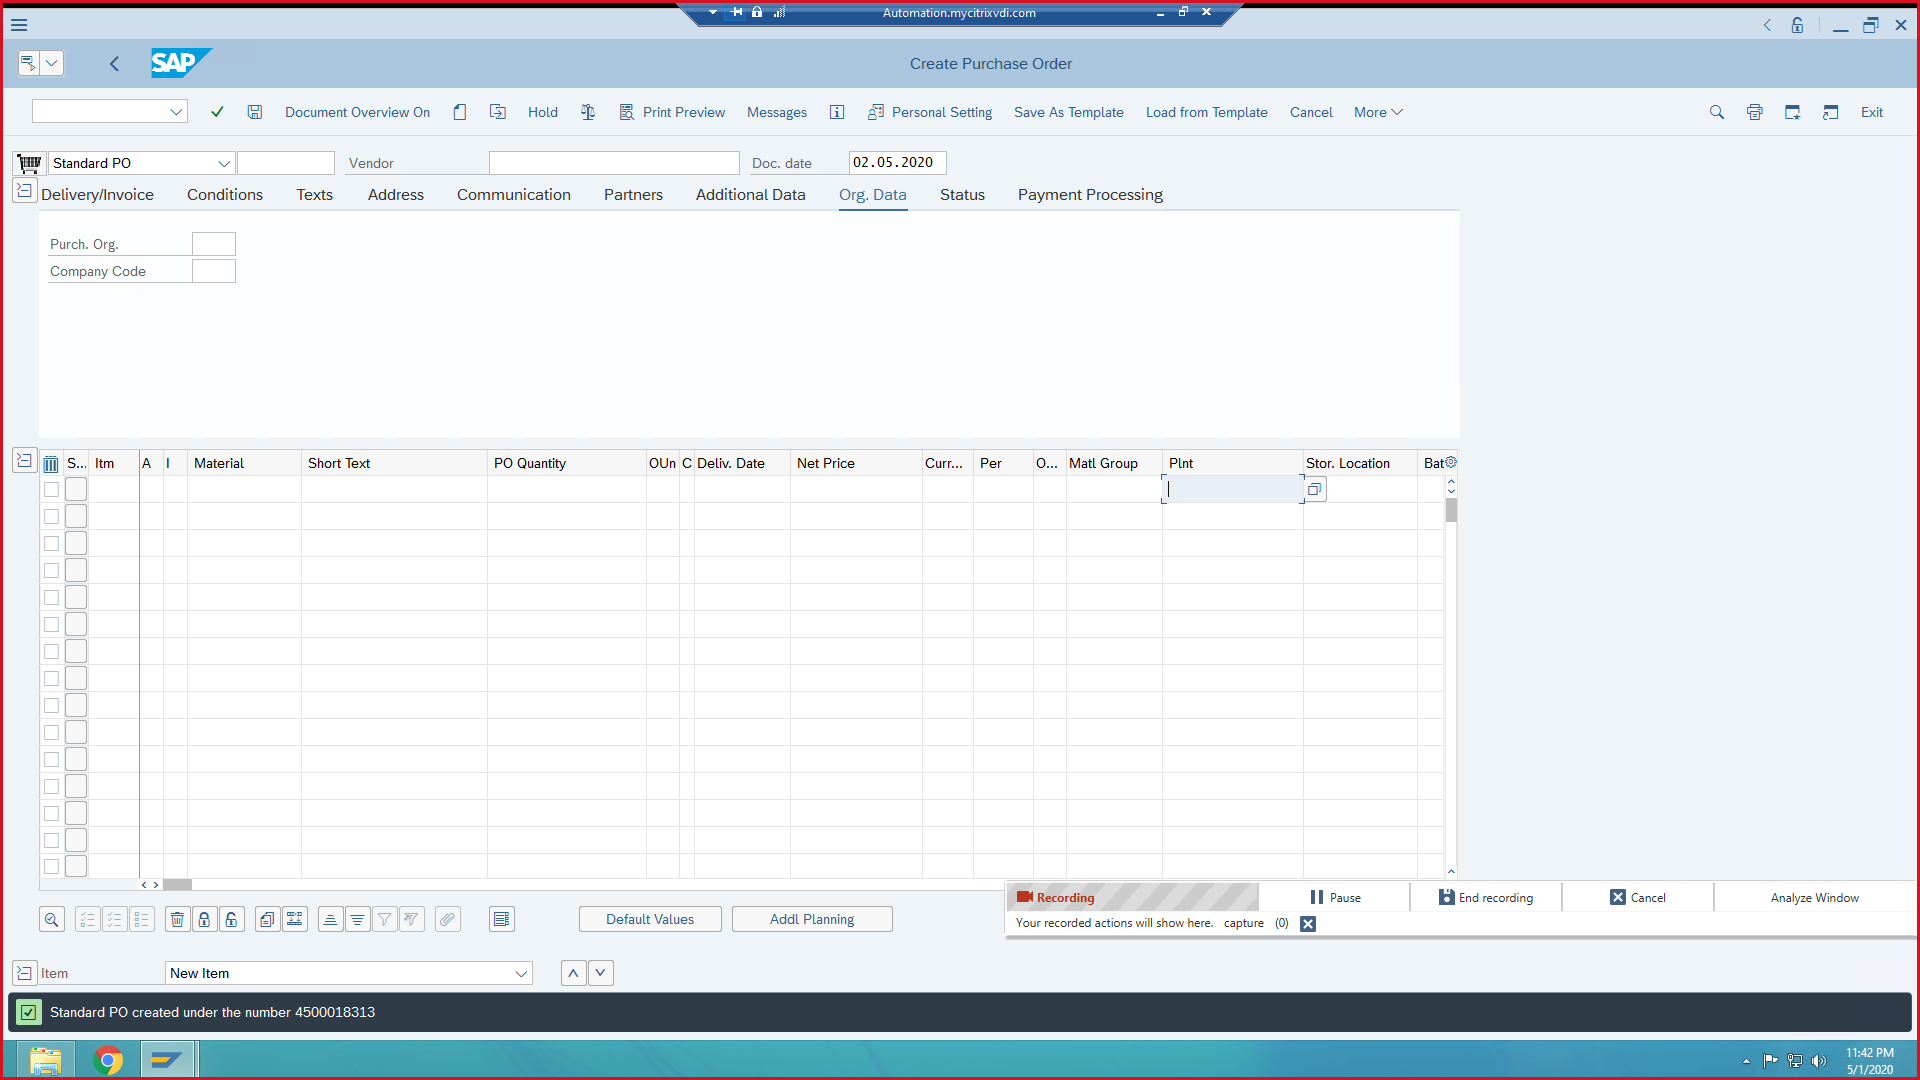 Automation.mycitrixvdi.com
SAP
Create Purchase Order
Document Overview On Hold Print Preview Messages Personal Setting Save As Template Load from Template Cancel More Exit
Standard PO Vendor Doc. date 02.05.2020
Delivery/Invoice Conditions Texts Address Communication Partners Additional Data Org. Data Status Payment Processing
Purch. Org.
Company Code
S... Itm A I Material Short Text PO Quantity OUn C Deliv. Date Net Price Curr... Per O... Matl Group Plnt Stor. Location Bat
Recording Pause End recording Cancel Analyze Window
Your recorded actions will show here. capture (0)
Default Values Addl Planning
Item New Item
Standard PO created under the number 4500018313
11:42 PM
5/1/2020